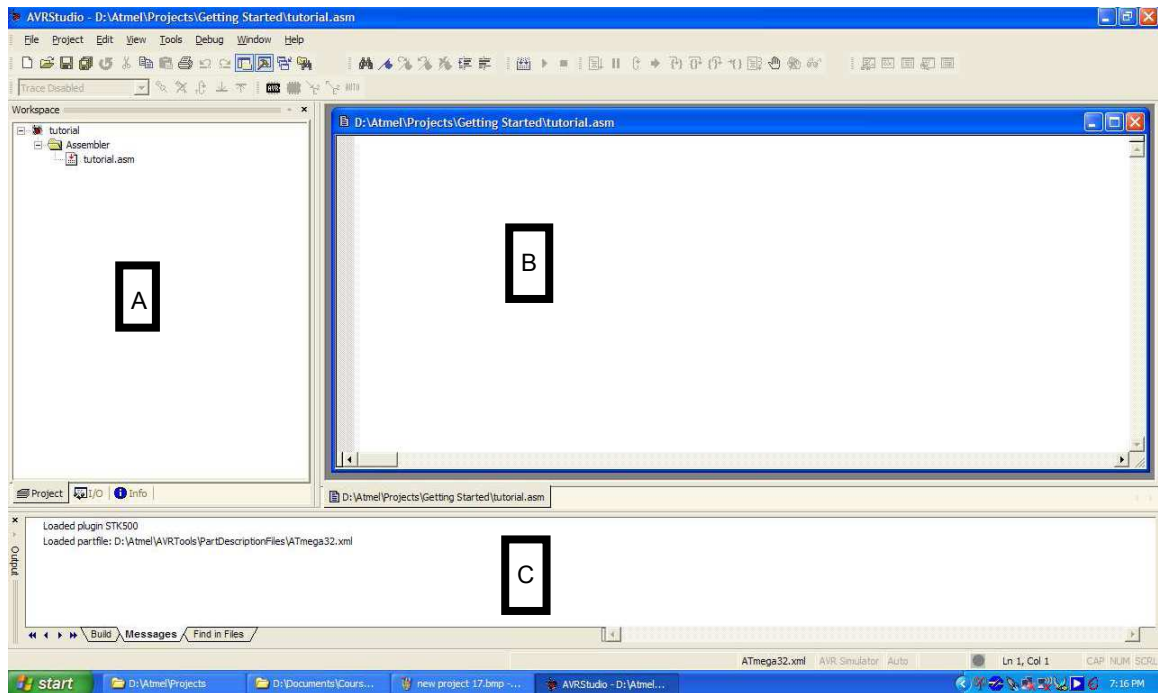 AVRStudio - D:\Atmel\Projects\Getting Started\tutorial.asm
File Project Edit View Tools Debug Window Help
Trace Disabled
AUTO
Workspace
tutorial
Assembler
tutorial.asm
A
Project I/O Info
D:\Atmel\Projects\Getting Started\tutorial.asm
B
D:\Atmel\Projects\Getting Started\tutorial.asm
Output
Loaded plugin STK500
Loaded partfile: D:\Atmel\AVRTools\PartDescriptionFiles\ATmega32.xml
C
Build Messages Find in Files
ATmega32.xml AVR Simulator Auto Ln 1, Col 1 CAP NUM SCRL
start D:\Atmel\Projects D:\Documents\Cours... new project 17.bmp -... AVRStudio - D:\Atmel... 7:16 PM